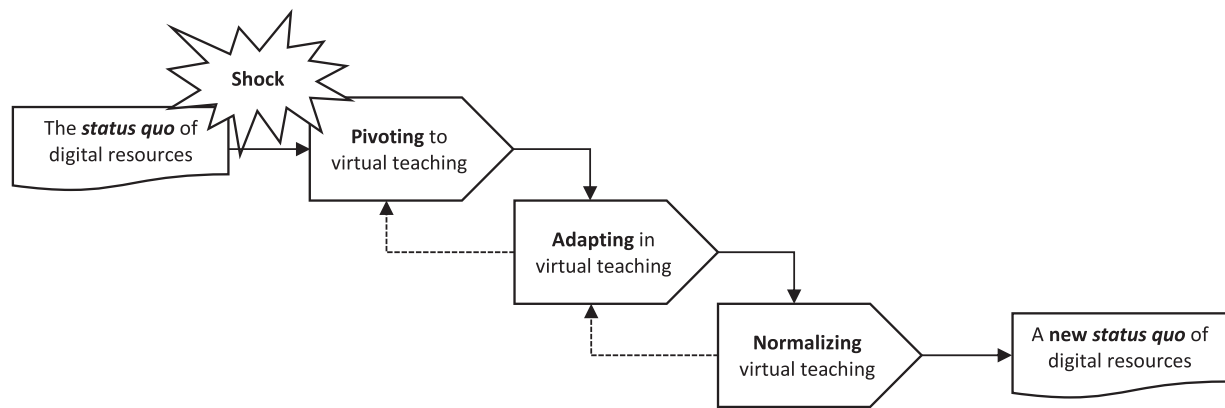 Shock
The status quo of
digital resources
Pivoting to
virtual teaching
Adapting in
virtual teaching
Normalizing
virtual teaching
A new status quo of
digital resources